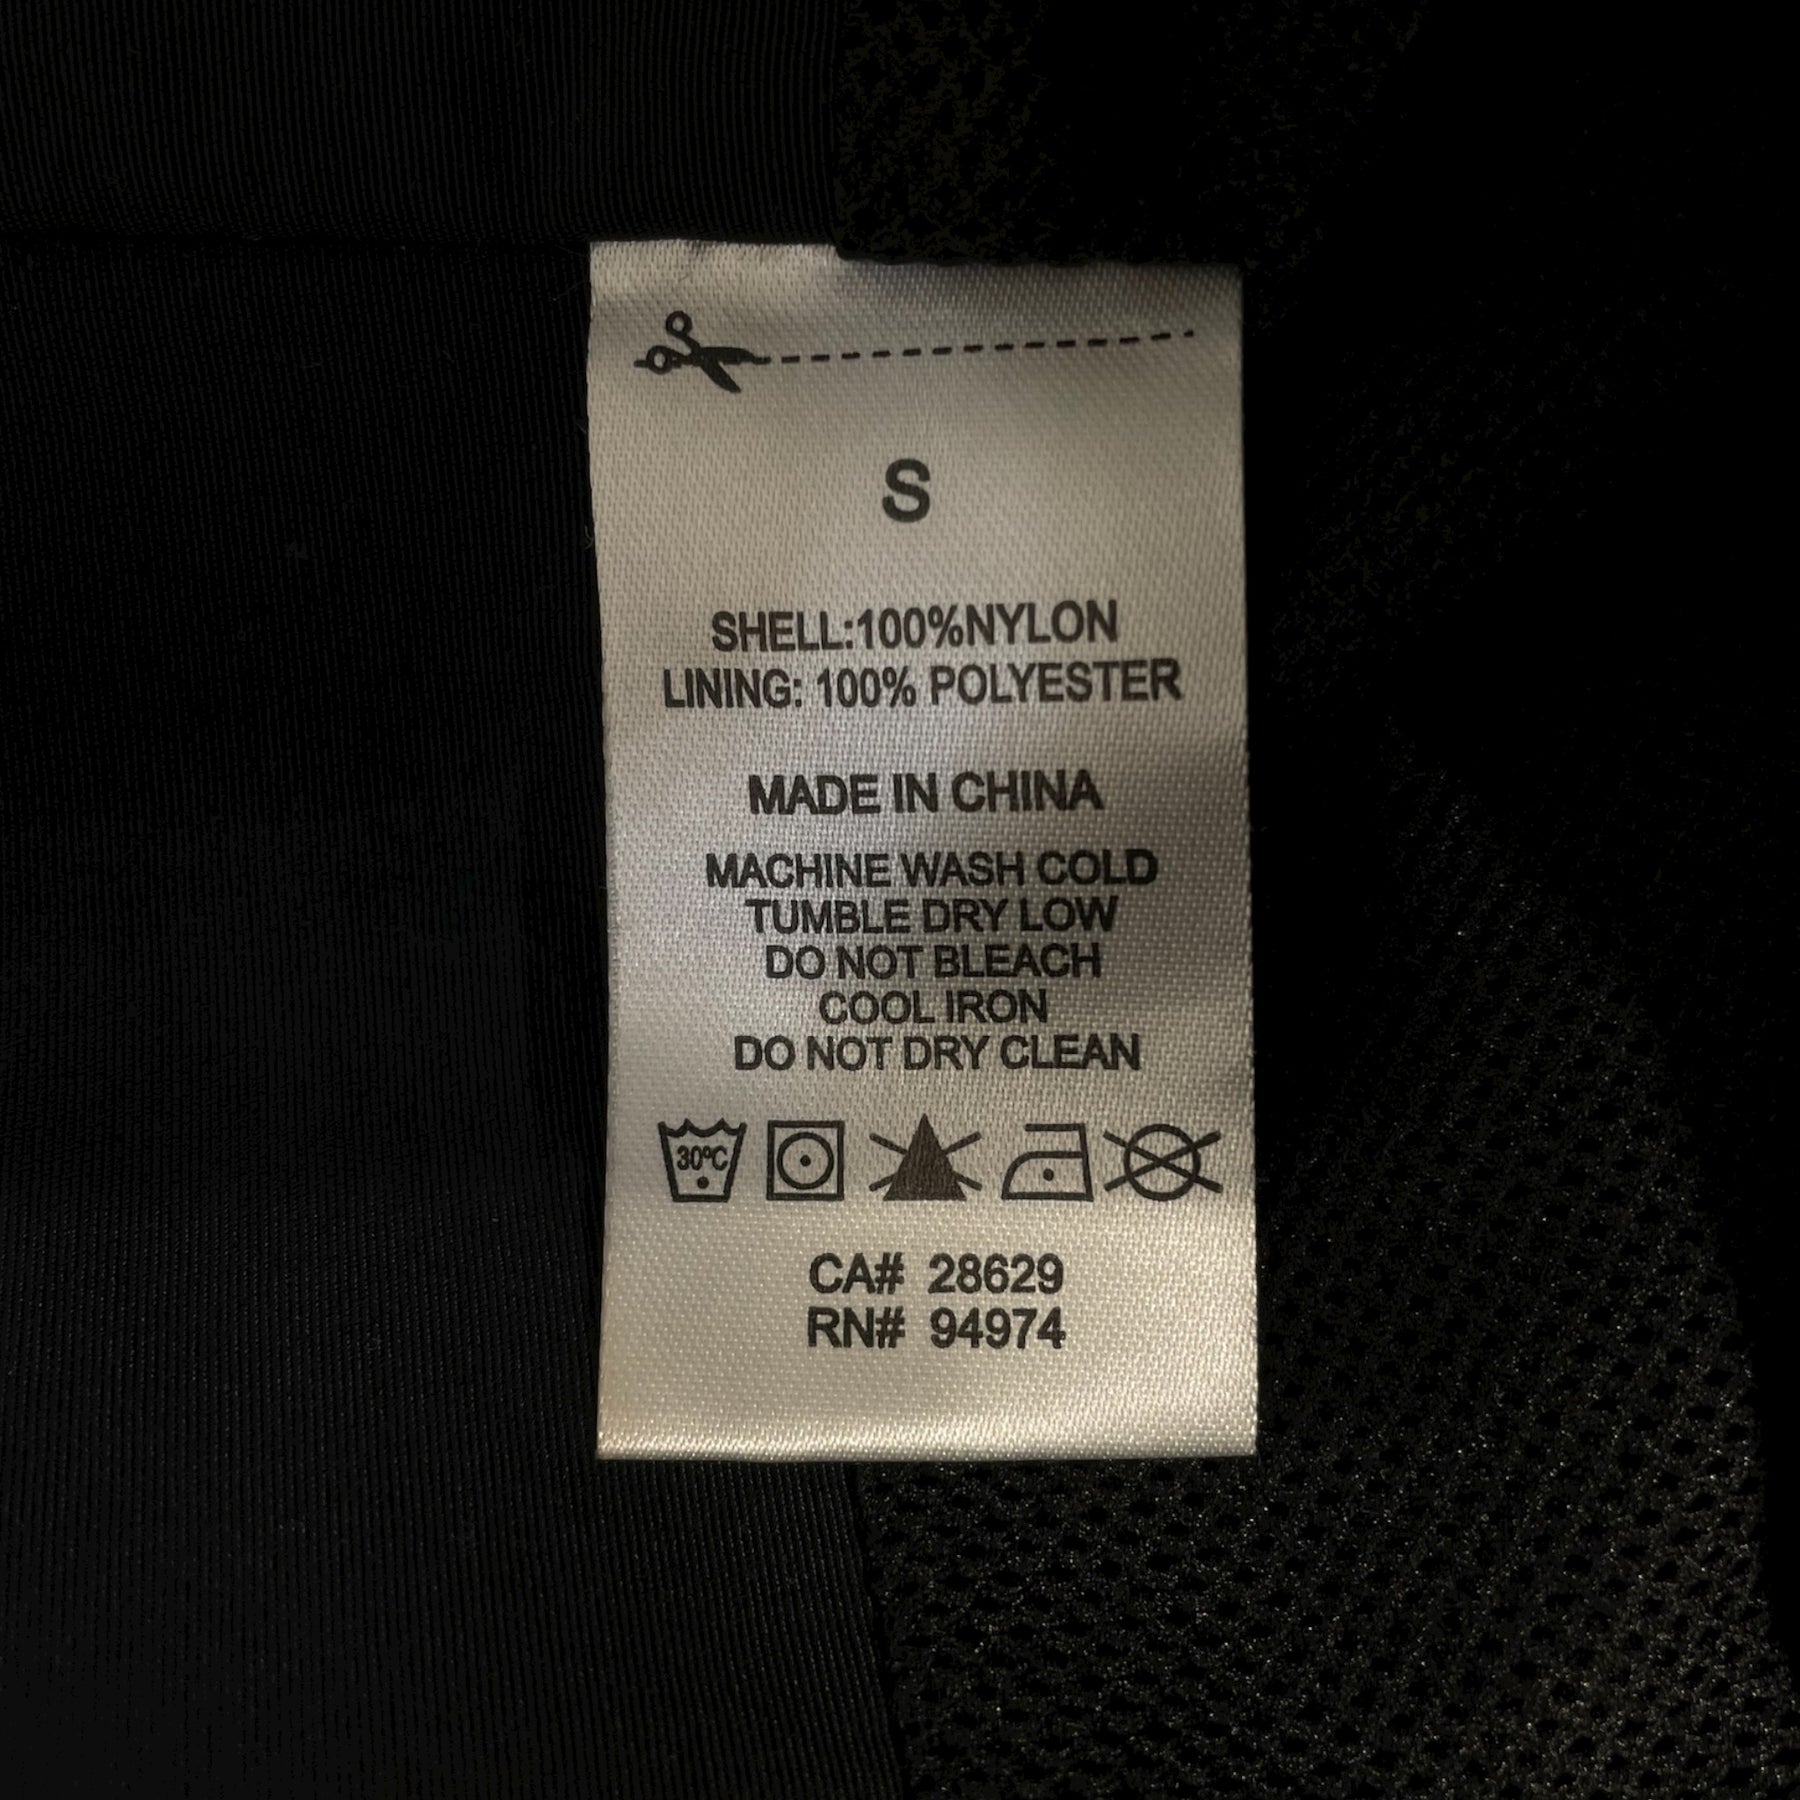 S
SHELL:100%NYLON
LINING: 100% POLYESTER
MADE IN CHINA
MACHINE WASH COLD
TUMBLE DRY LOW
DO NOT BLEACH
COOL IRON
DO NOT DRY CLEAN
30°C
CA# 28629
RN# 94974